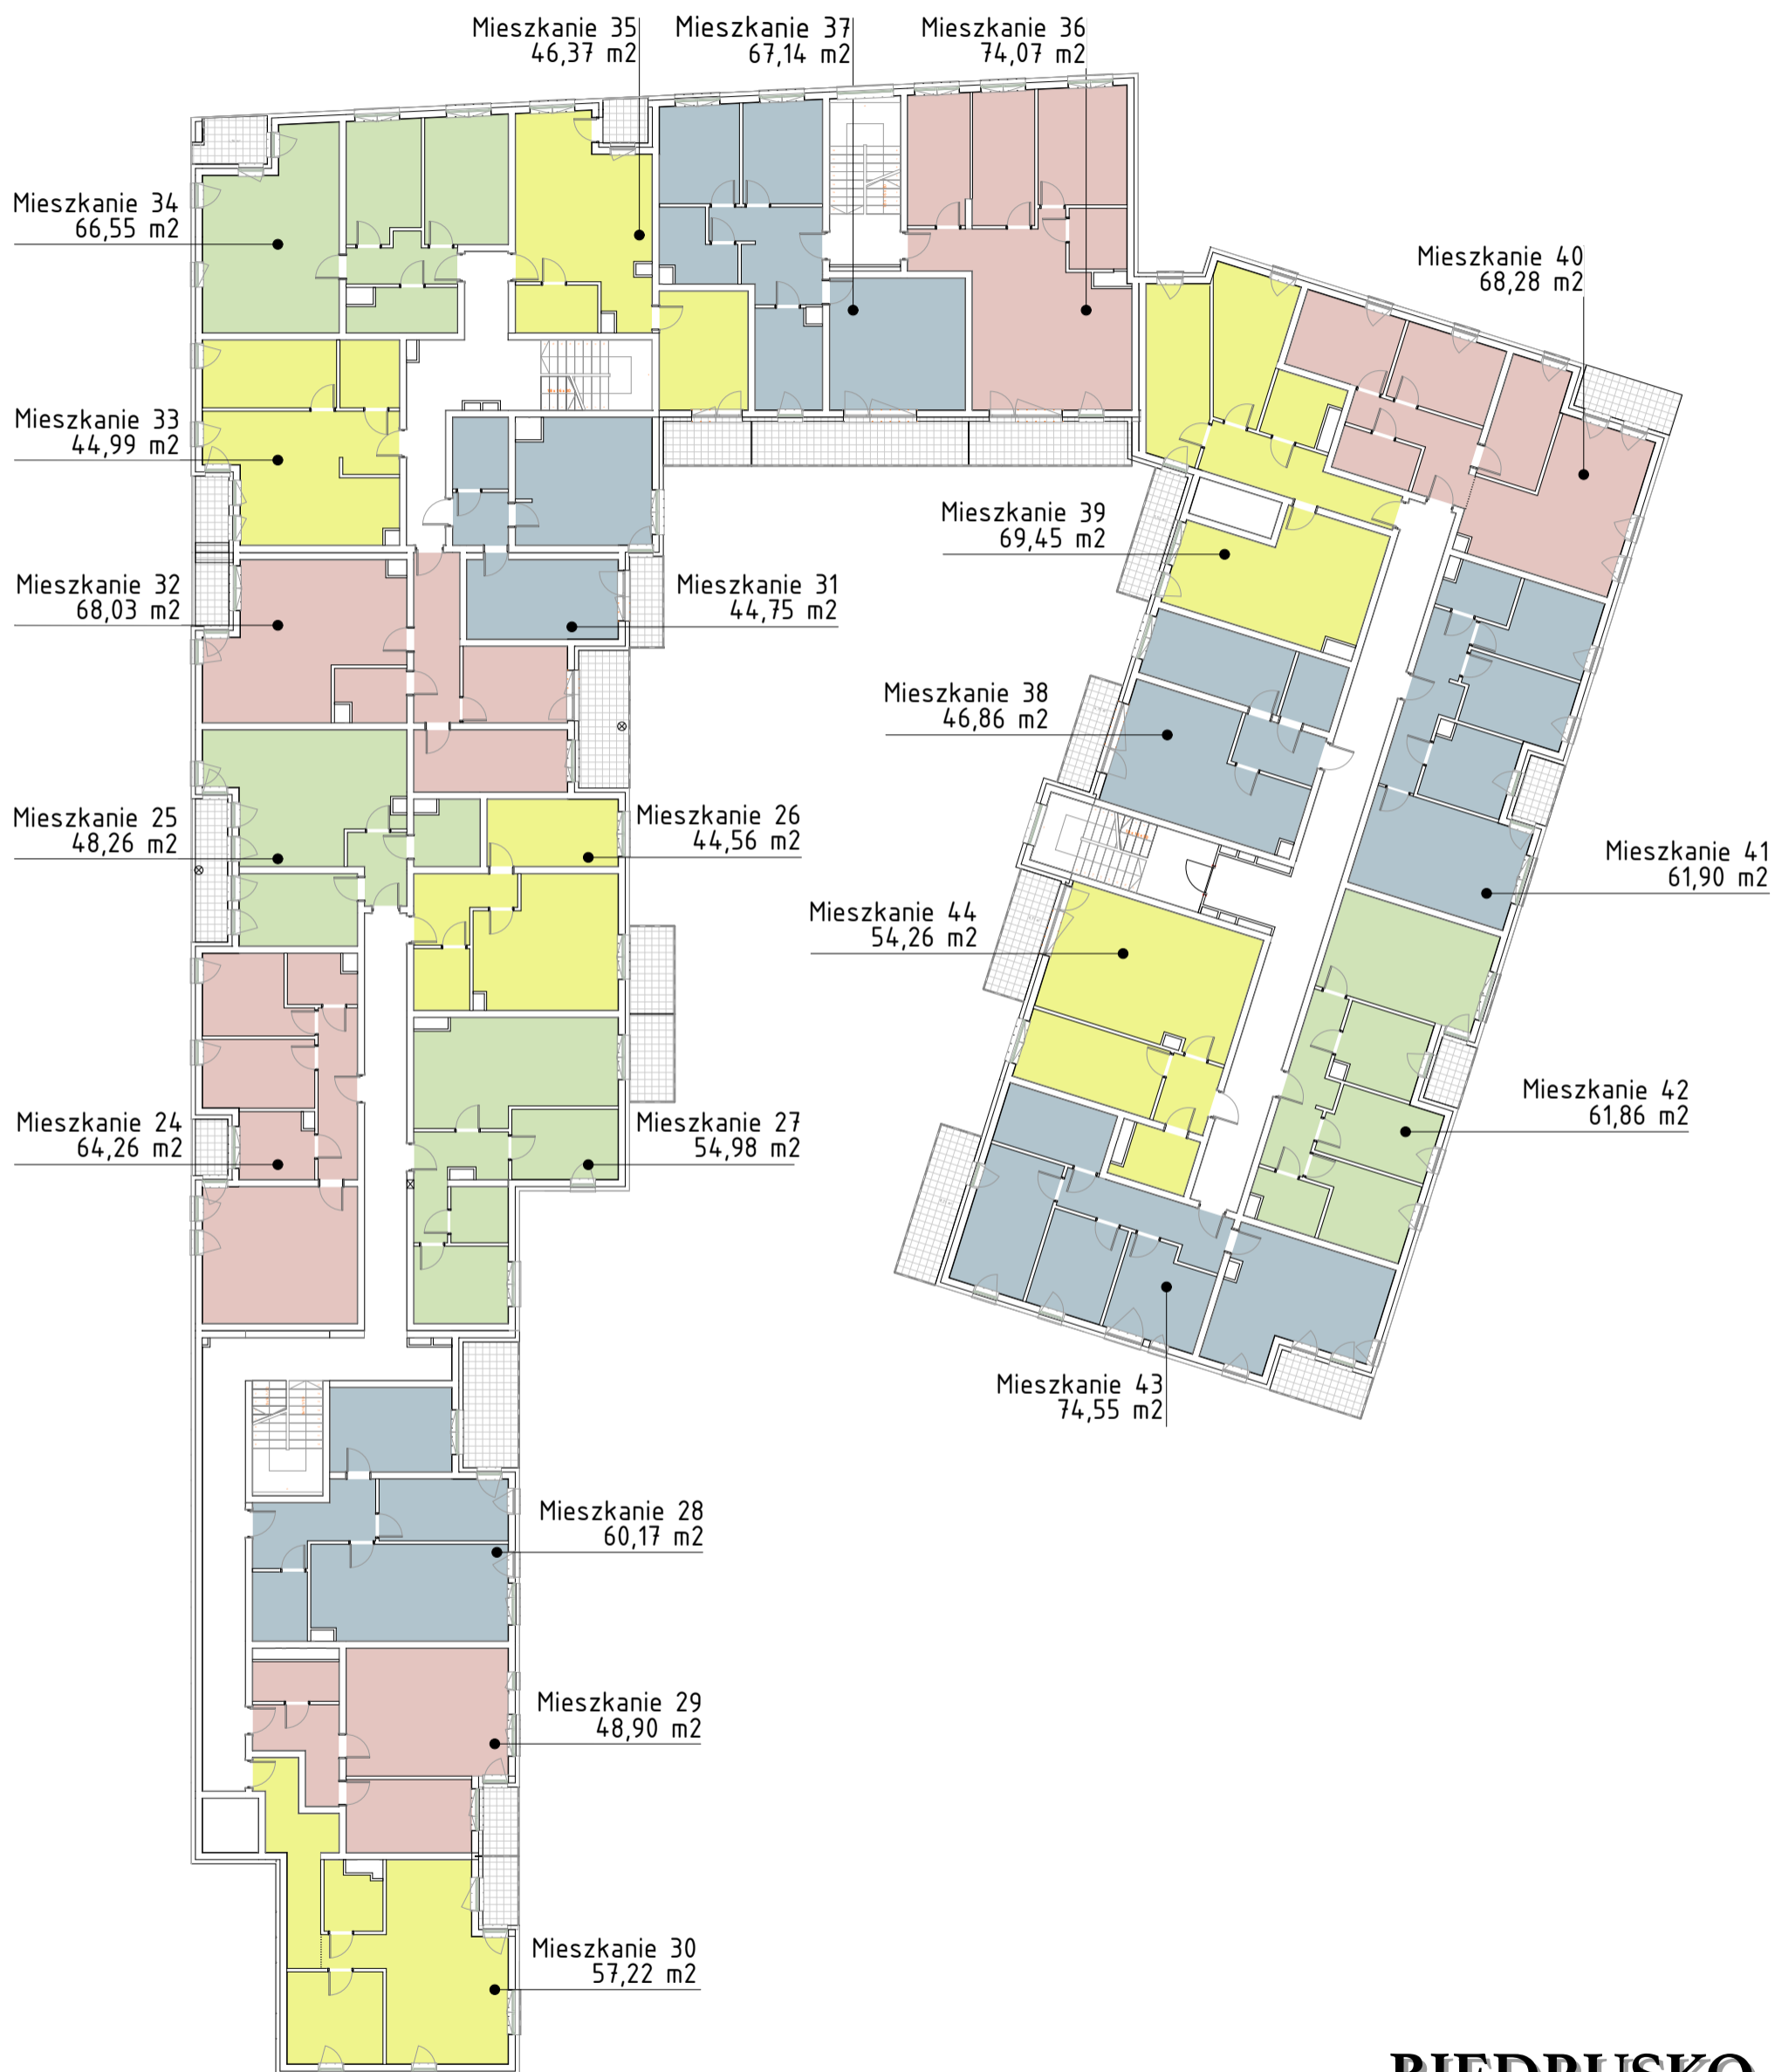 Mieszkanie 35
46,37 m2
Mieszkanie 37
67,14 m2
Mieszkanie 36
74,07 m2
Mieszkanie 34
66,55 m2
Mieszkanie 40
68,28 m2
Mieszkanie 33
44,99 m2
Mieszkanie 39
69,45 m2
Mieszkanie 32
68,03 m2
Mieszkanie 31
44,75 m2
Mieszkanie 38
46,86 m2
Mieszkanie 25
48,26 m2
Mieszkanie 26
44,56 m2
Mieszkanie 41
61,90 m2
Mieszkanie 44
54,26 m2
Mieszkanie 24
64,26 m2
Mieszkanie 27
54,98 m2
Mieszkanie 42
61,86 m2
Mieszkanie 43
74,55 m2
Mieszkanie 28
60,17 m2
Mieszkanie 29
48,90 m2
Mieszkanie 30
57,22 m2
BIEDRUSKO